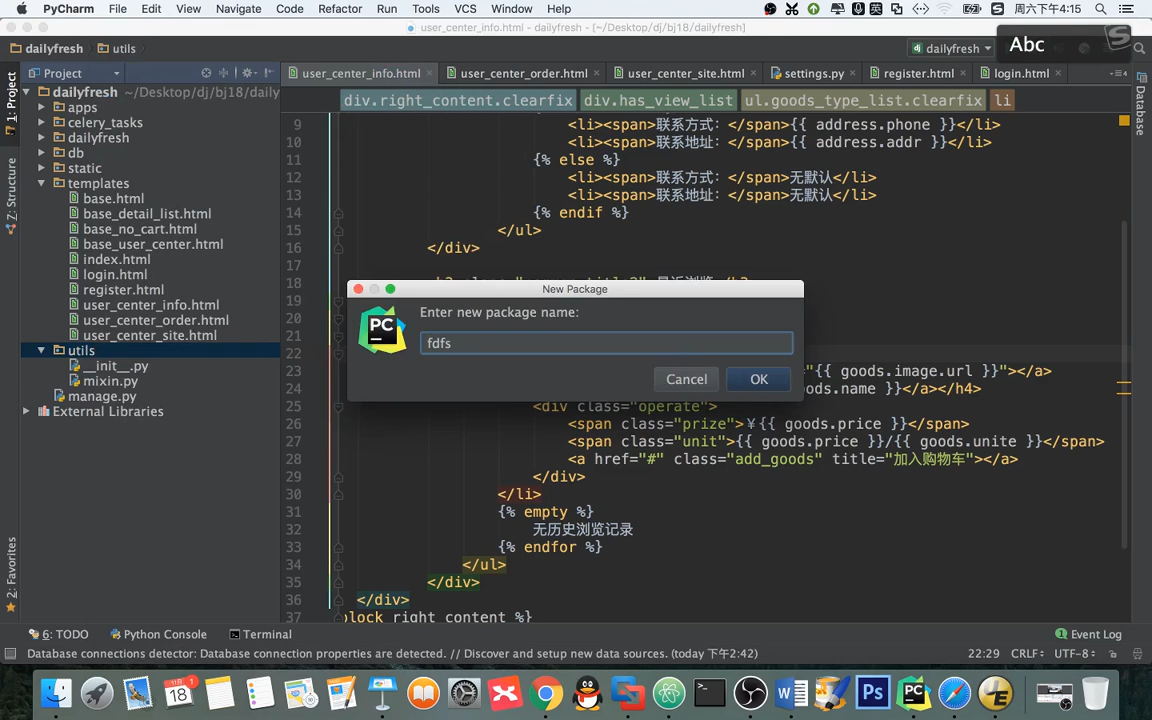 PyCharm File Edit View Navigate Code Refactor Run Tools VCS Window Help 英 周六下午4:15
user_center_info.html - dailyfresh - [~/Desktop/dj/bj18/dailyfresh]
dailyfresh utils dailyfresh Abc
Project user_center_info.html user_center_order.html user_center_site.html settings.py register.html login.html
1: Project
Z: Structure
2: Favorites
Database
dailyfresh ~/Desktop/dj/bj18/daily
apps
celery_tasks
dailyfresh
db
static
templates
base.html
base_detail_list.html
base_no_cart.html
base_user_center.html
index.html
login.html
register.html
user_center_info.html
user_center_order.html
user_center_site.html
utils
__init__.py
mixin.py
manage.py
External Libraries
div.right_content.clearfix div.has_view_list ul.goods_type_list.clearfix li
9 <li><span>联系方式：</span>{{ address.phone }}</li>
10 <li><span>联系地址：</span>{{ address.addr }}</li>
11 {% else %}
12 <li><span>联系方式：</span>无默认</li>
13 <li><span>联系地址：</span>无默认</li>
14 {% endif %}
15 </ul>
16 </div>
17
18
19
20
21
22
23 "{{ goods.image.url }}"></a>
24 ds.name }}</a></h4>
25 <div class="operate">
26 <span class="prize">￥{{ goods.price }}</span>
27 <span class="unit">{{ goods.price }}/{{ goods.unite }}</span>
28 <a href="#" class="add_goods" title="加入购物车"></a>
29 </div>
30 </li>
31 {% empty %}
32 无历史浏览记录
33 {% endfor %}
34 </ul>
35 </div>
36 </div>
37 block right_content %}
New Package
PC
Enter new package name:
fdfs
Cancel OK
6: TODO Python Console Terminal 1 Event Log
Database connections detector: Database connection properties are detected. // Discover and setup new data sources. (today 下午2:42) 22:29 CRLF UTF-8
18 W Ps PC